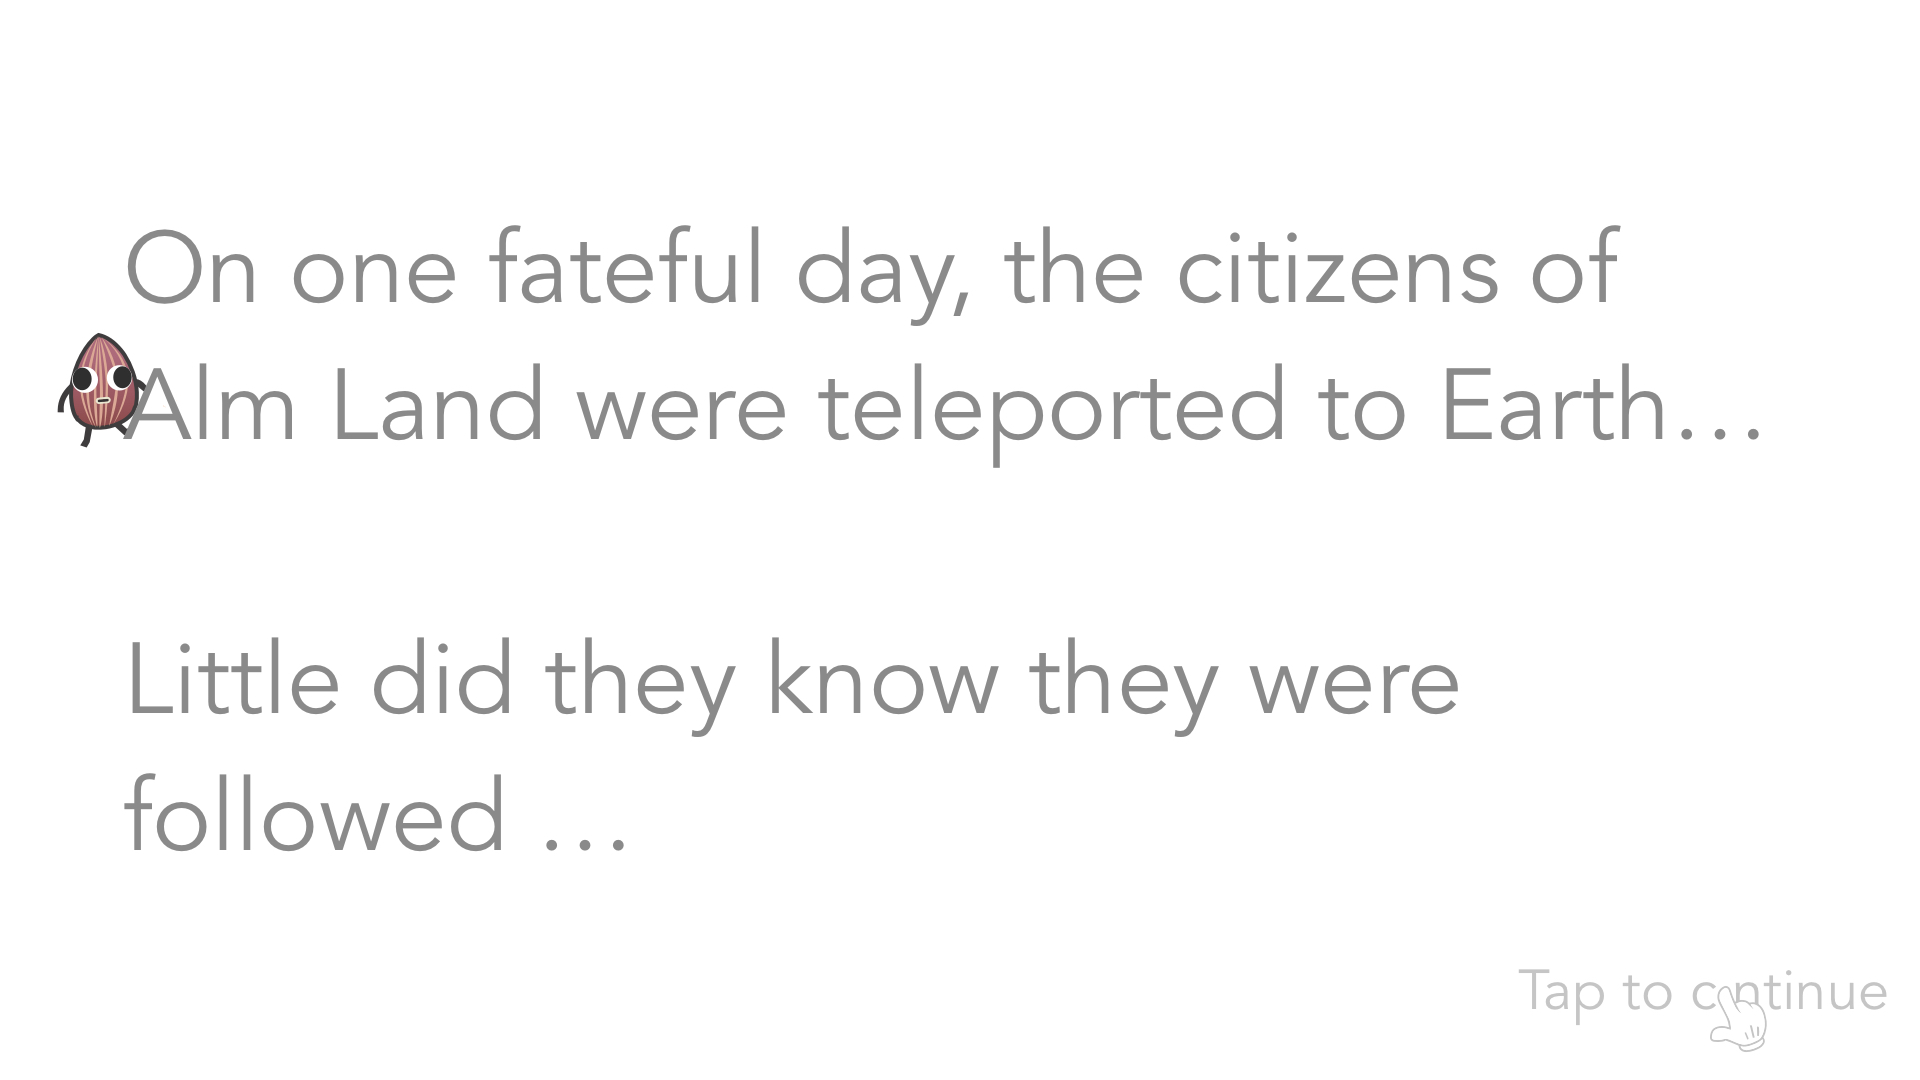 On one fateful day, the citizens of
Alm Land were teleported to Earth...
Little did they know they were
followed ...
Tap to continue